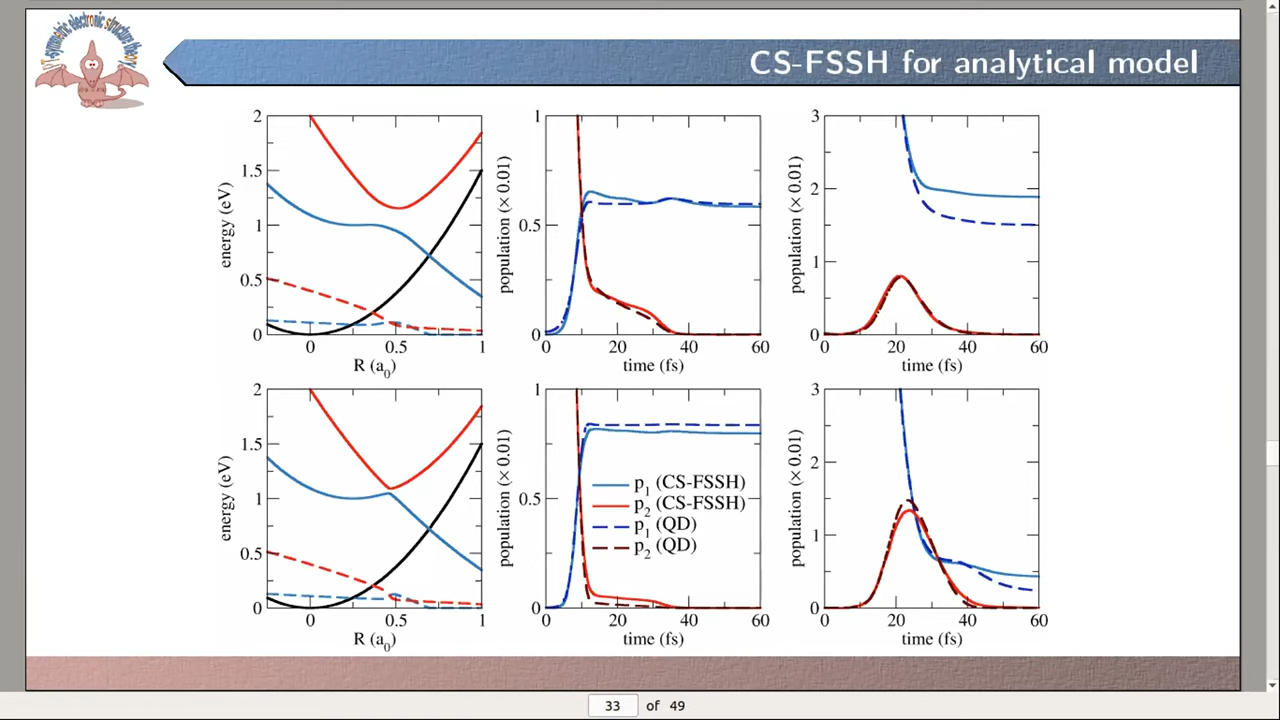 CS-FSSH for analytical model
2
1.5
1
0.5
0
energy (eV)
0
0.5
1
R (a0)
1
0.5
0
population (× 0.01)
0
20
40
60
time (fs)
3
2
1
0
population (× 0.01)
0
20
40
60
time (fs)
2
1.5
1
0.5
0
energy (eV)
0
0.5
1
R (a0)
1
0.5
0
population (× 0.01)
p1 (CS-FSSH)
p2 (CS-FSSH)
p1 (QD)
p2 (QD)
0
20
40
60
time (fs)
3
2
1
0
population (× 0.01)
0
20
40
60
time (fs)
33 of 49